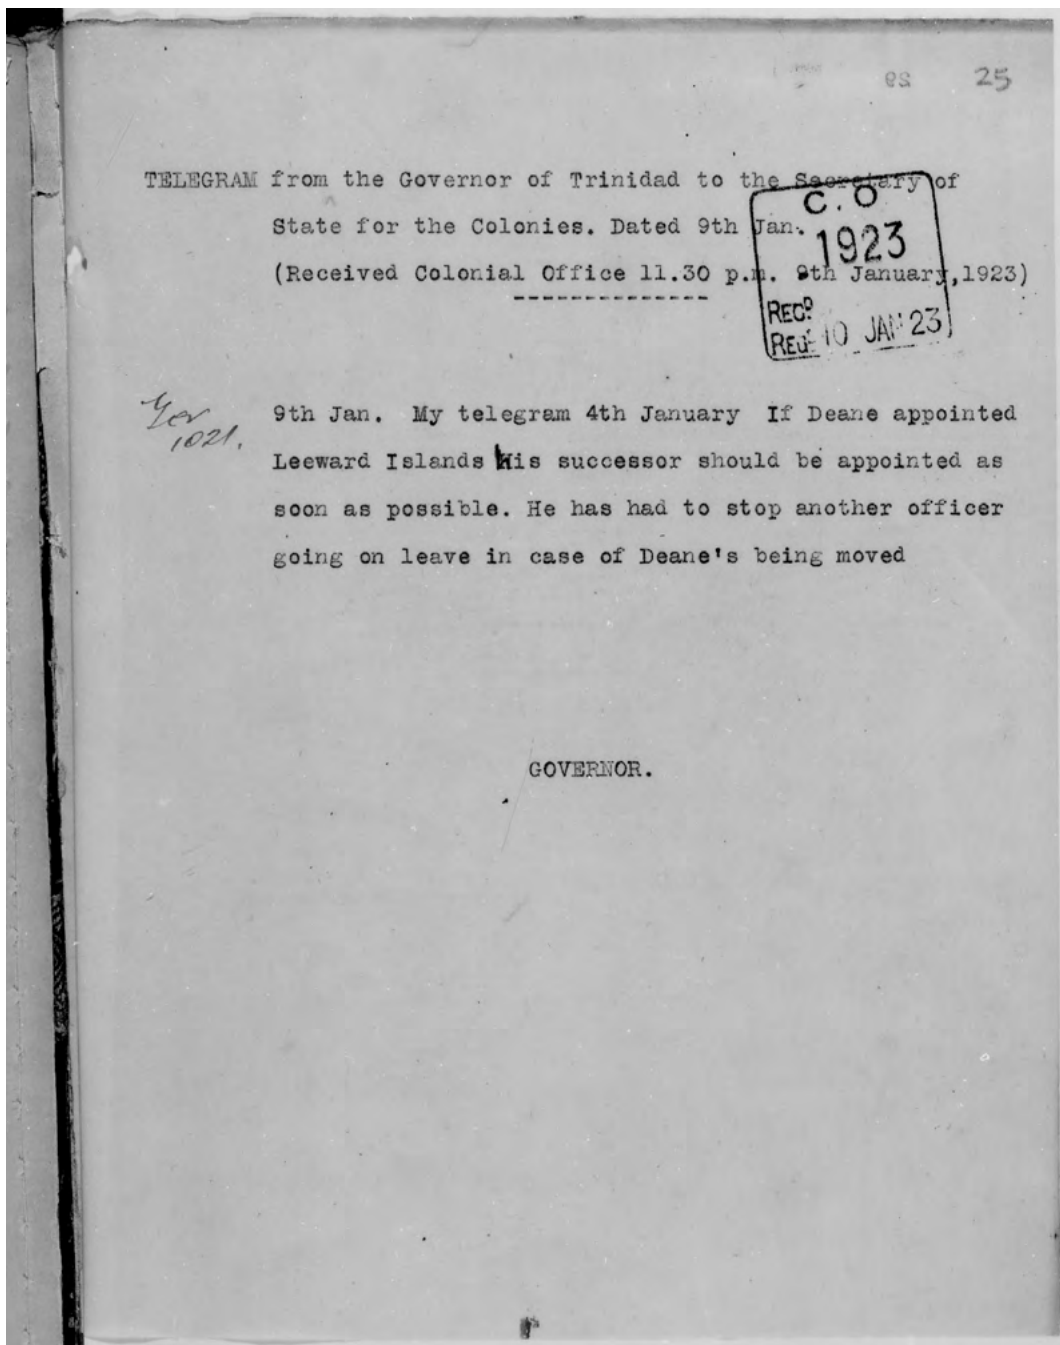 25
TELEGRAM from the Governor of Trinidad to the Secretary of
State for the Colonies. Dated 9th Jan.
(Received Colonial Office 11.30 p.m. 9th January,1923)
C. O
1923
RECD
REGD 10 JAN 23
1021.
9th Jan. My telegram 4th January If Deane appointed
Leeward Islands his successor should be appointed as
soon as possible. He has had to stop another officer
going on leave in case of Deane's being moved
GOVERNOR.